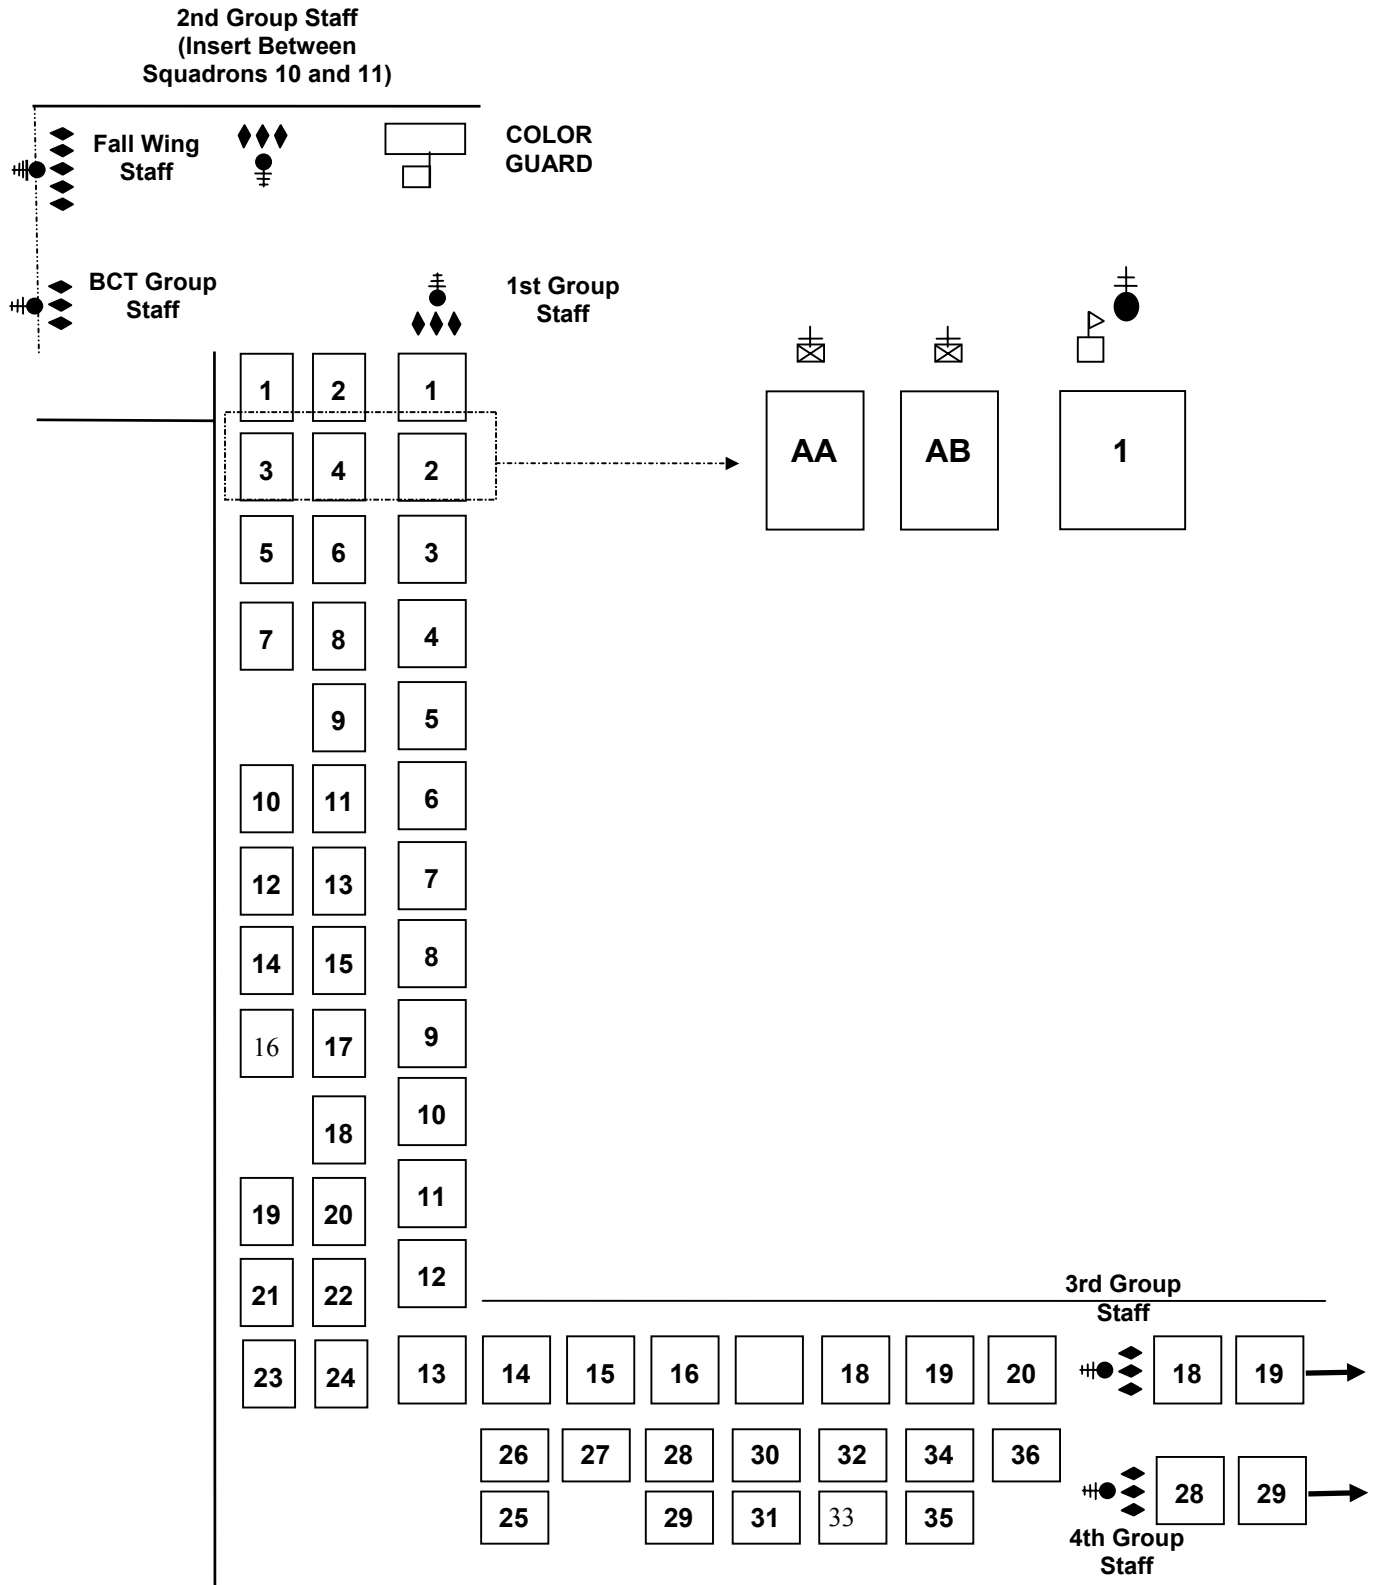 2nd Group Staff
(Insert Between
Squadrons 10 and 11)
Fall Wing
Staff
COLOR
GUARD
BCT Group
Staff
1st Group
Staff
1 2 1
3 4 2
AA AB 1
5 6 3
7 8 4
9 5
10 11 6
12 13 7
14 15 8
16 17 9
18 10
19 20 11
21 22 12
3rd Group
Staff
23 24 13 14 15 16 18 19 20 18 19
26 27 28 30 32 34 36
28 29
25 29 31 33 35
4th Group
Staff